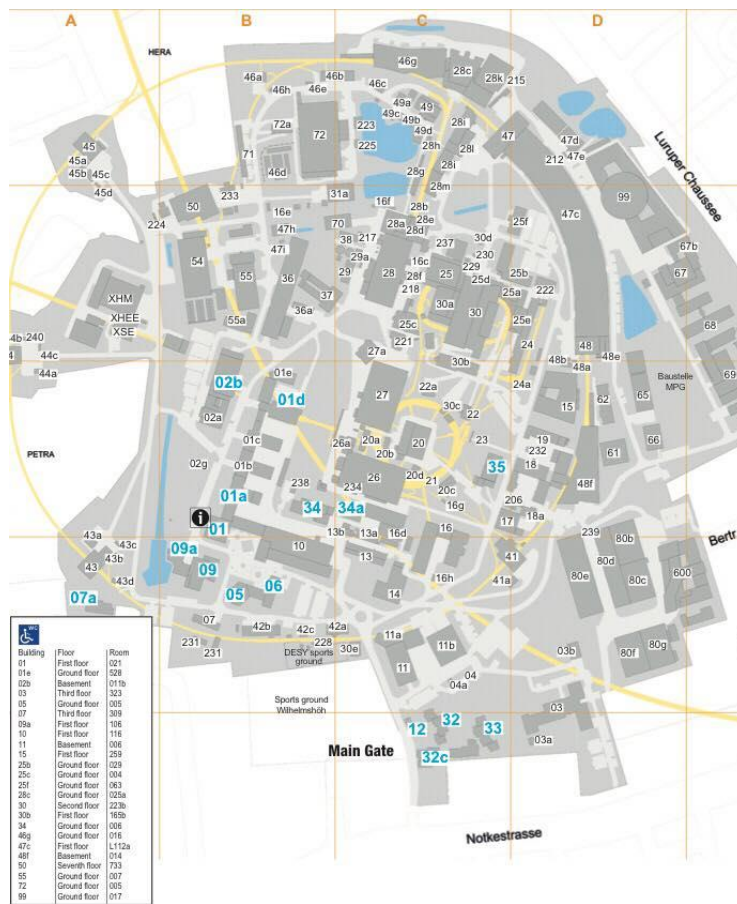 A B C D
HERA
46a 46b 46g
46h 46e 46c 28c 28k 215
72a 72 223 49a 49 28i 47
49c 49b
49d
71 225 28h 28l 47d
46d 28i 212 47e
28g 28m
45
45a
45b 45c
45d
Luruper Chaussee
50 233 31a 99
224 16e 16f 28b 47c
47h 70 28a 28e 25f
28d
47i 38 217 237 30d
54 55 36 29a 16c 230
29 28 28f 25 229 25b
25d
218 25a 222
67b
67
37
XHM 36a 30a 30 25e
XHEE 55a 25c 24 68
XSE 221
44b 240
44c 27a 30b 48 48e
48b
48a
44a
02b 01e 22a 24a Baustelle
MPG
01d 27 15 62 65 69
02a 30c 22
01c 26a 20a 20 23 19 66
20b 232 61
02g 01b 35 18
26 20d
01a 238 234 21 20c 48f
34 34a 16g 206
PETRA
01 17 18a
13b 13a 16d 16 239 80b
Bertr
43a 09a 10 13 41
43c
43b 80d
43 09 06 16h 41a 80e 80c 600
43d
07a 05 14
07 42b 42c 42a 11a
231 228 11b 80f 80g
231 DESY sports
ground
30e 03b
11 04
04a
Sports ground
Wilhelmshöh
03
12 32 33
Main Gate 03a
32c
Notkestrasse
WC
Building Floor Room
01 First floor 021
01e Ground floor 528
02b Basement 011b
03 Third floor 323
05 Ground floor 005
07 Third floor 309
09a First floor 106
10 First floor 116
11 Basement 006
15 First floor 259
25b Ground floor 029
25c Ground floor 004
25f Ground floor 063
28c Ground floor 025a
30 Second floor 223b
30b First floor 165b
34 Ground floor 006
46g Ground floor 016
47c First floor L112a
48f Basement 014
50 Seventh floor 733
55 Ground floor 007
72 Ground floor 005
99 Ground floor 017